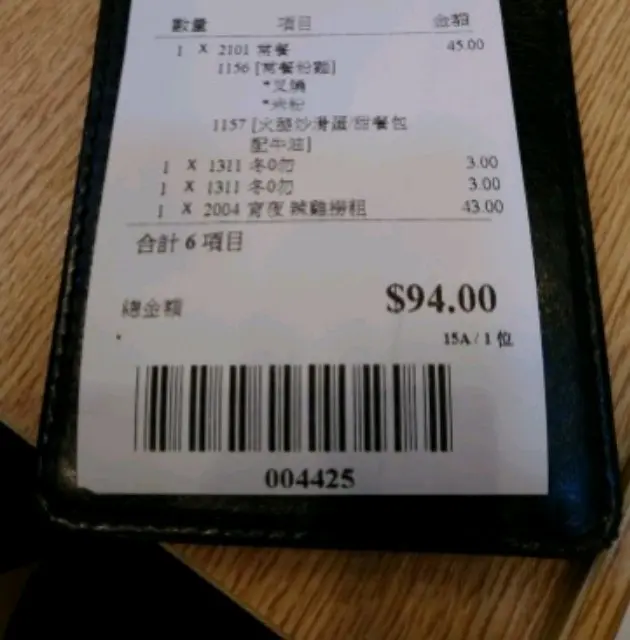 數量 項目 金額
1 X 2101 常餐 45.00
1156 [常餐粉麵]
*叉燒
*米粉
1157 [火腿炒滑蛋/甜餐包
配牛油]
1 X 1311 冬0勿 3.00
1 X 1311 冬0勿 3.00
1 X 2004 宵夜 辣雞撈 43.00
合計 6 項目
總金額 $94.00
15A / 1 位
004425